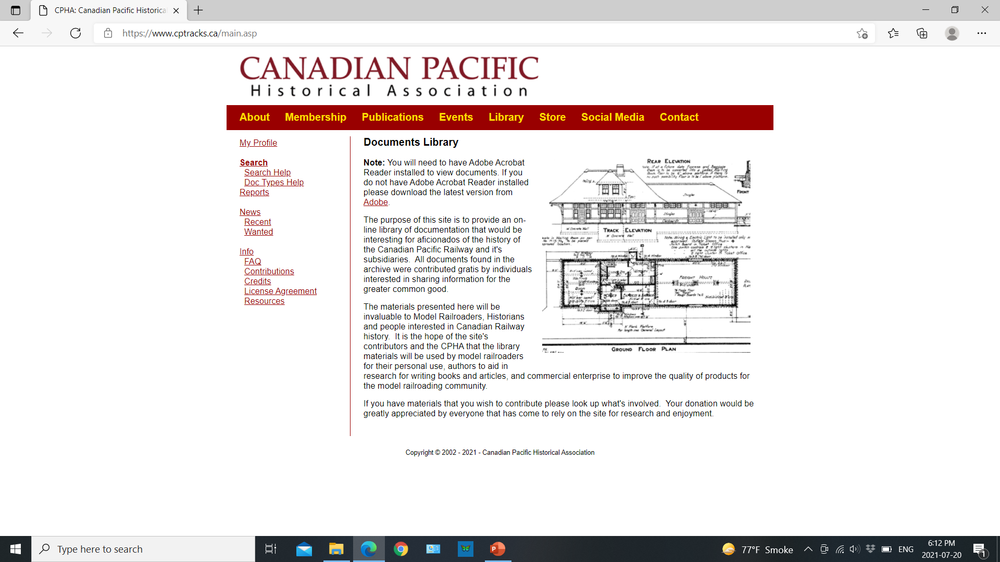 CPHA: Canadian Pacific Historica
https://www.cptracks.ca/main.asp
CANADIAN PACIFIC
Historical Association
About Membership Publications Events Library Store Social Media Contact
My Profile
Search
Search Help
Doc Types Help
Reports
News
Recent
Wanted
Info
FAQ
Contributions
Credits
License Agreement
Resources
Documents Library
Note: You will need to have Adobe Acrobat
Reader installed to view documents. If you
do not have Adobe Acrobat Reader installed
please download the latest version from
Adobe.
The purpose of this site is to provide an on-
line library of documentation that would be
interesting for aficionados of the history of
the Canadian Pacific Railway and it's
subsidiaries.  All documents found in the
archive were contributed gratis by individuals
interested in sharing information for the
greater common good.
The materials presented here will be
invaluable to Model Railroaders, Historians
and people interested in Canadian Railway
history.  It is the hope of the site's
contributors and the CPHA that the library
materials will be used by model railroaders
for their personal use, authors to aid in
research for writing books and articles, and commercial enterprise to improve the quality of products for
the model railroading community.
If you have materials that you wish to contribute please look up what's involved.  Your donation would be
greatly appreciated by everyone that has come to rely on the site for research and enjoyment.
REAR ELEVATION
FRONT
Shingles
TRACK ELEVATION
FREIGHT HOUSE
GROUND FLOOR PLAN
Copyright © 2002 - 2021 - Canadian Pacific Historical Association
Type here to search
77°F Smoke
ENG
6:12 PM
2021-07-20
1